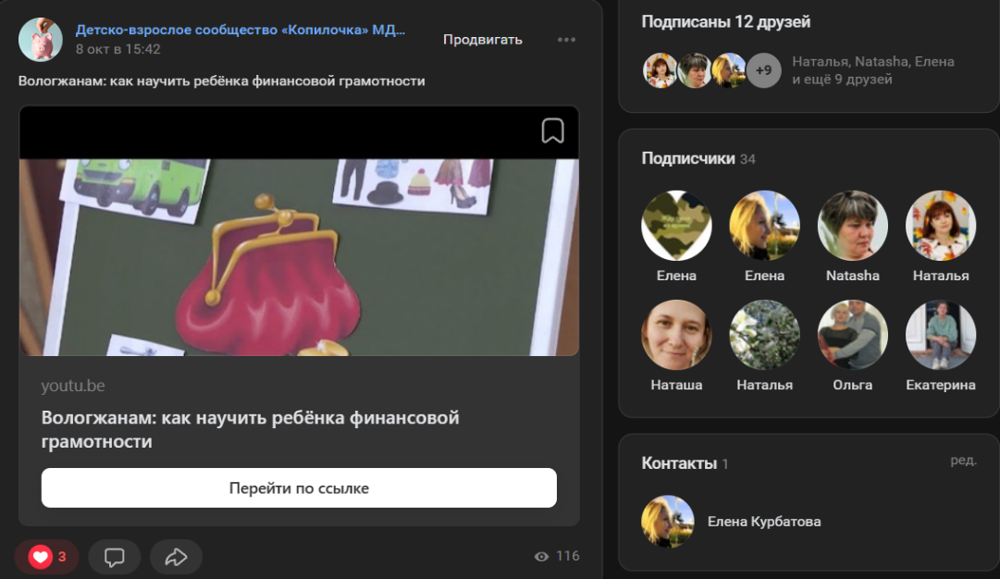 Детско-взрослое сообщество «Копилочка» МД...
8 окт в 15:42
Продвигать
Вологжанам: как научить ребёнка финансовой грамотности
youtu.be
Вологжанам: как научить ребёнка финансовой
грамотности
Перейти по ссылке
3
116
Подписаны 12 друзей
+9
Наталья, Natasha, Елена
и ещё 9 друзей
Подписчики 34
Елена
Елена
Natasha
Наталья
Наташа
Наталья
Ольга
Екатерина
Контакты 1
ред.
Елена Курбатова